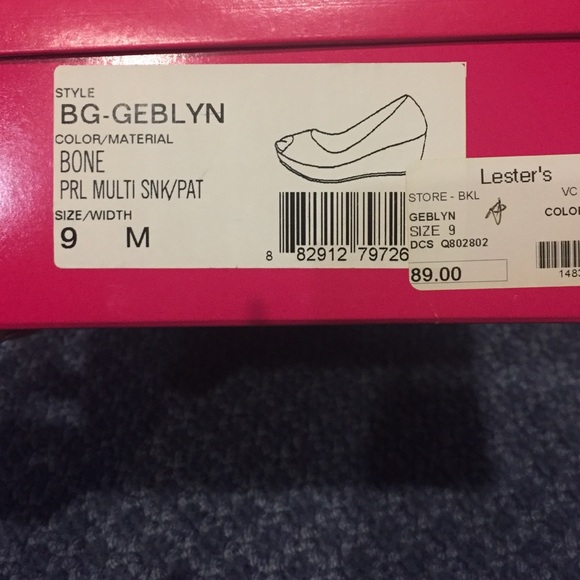 STYLE
BG-GEBLYN
COLOR/MATERIAL
BONE
PRL MULTI SNK/PAT
SIZE/WIDTH
9 M
8 82912 79726
Lester's
STORE - BKL VC
GEBLYN COLO
SIZE 9
DCS Q802802
89.00
1483